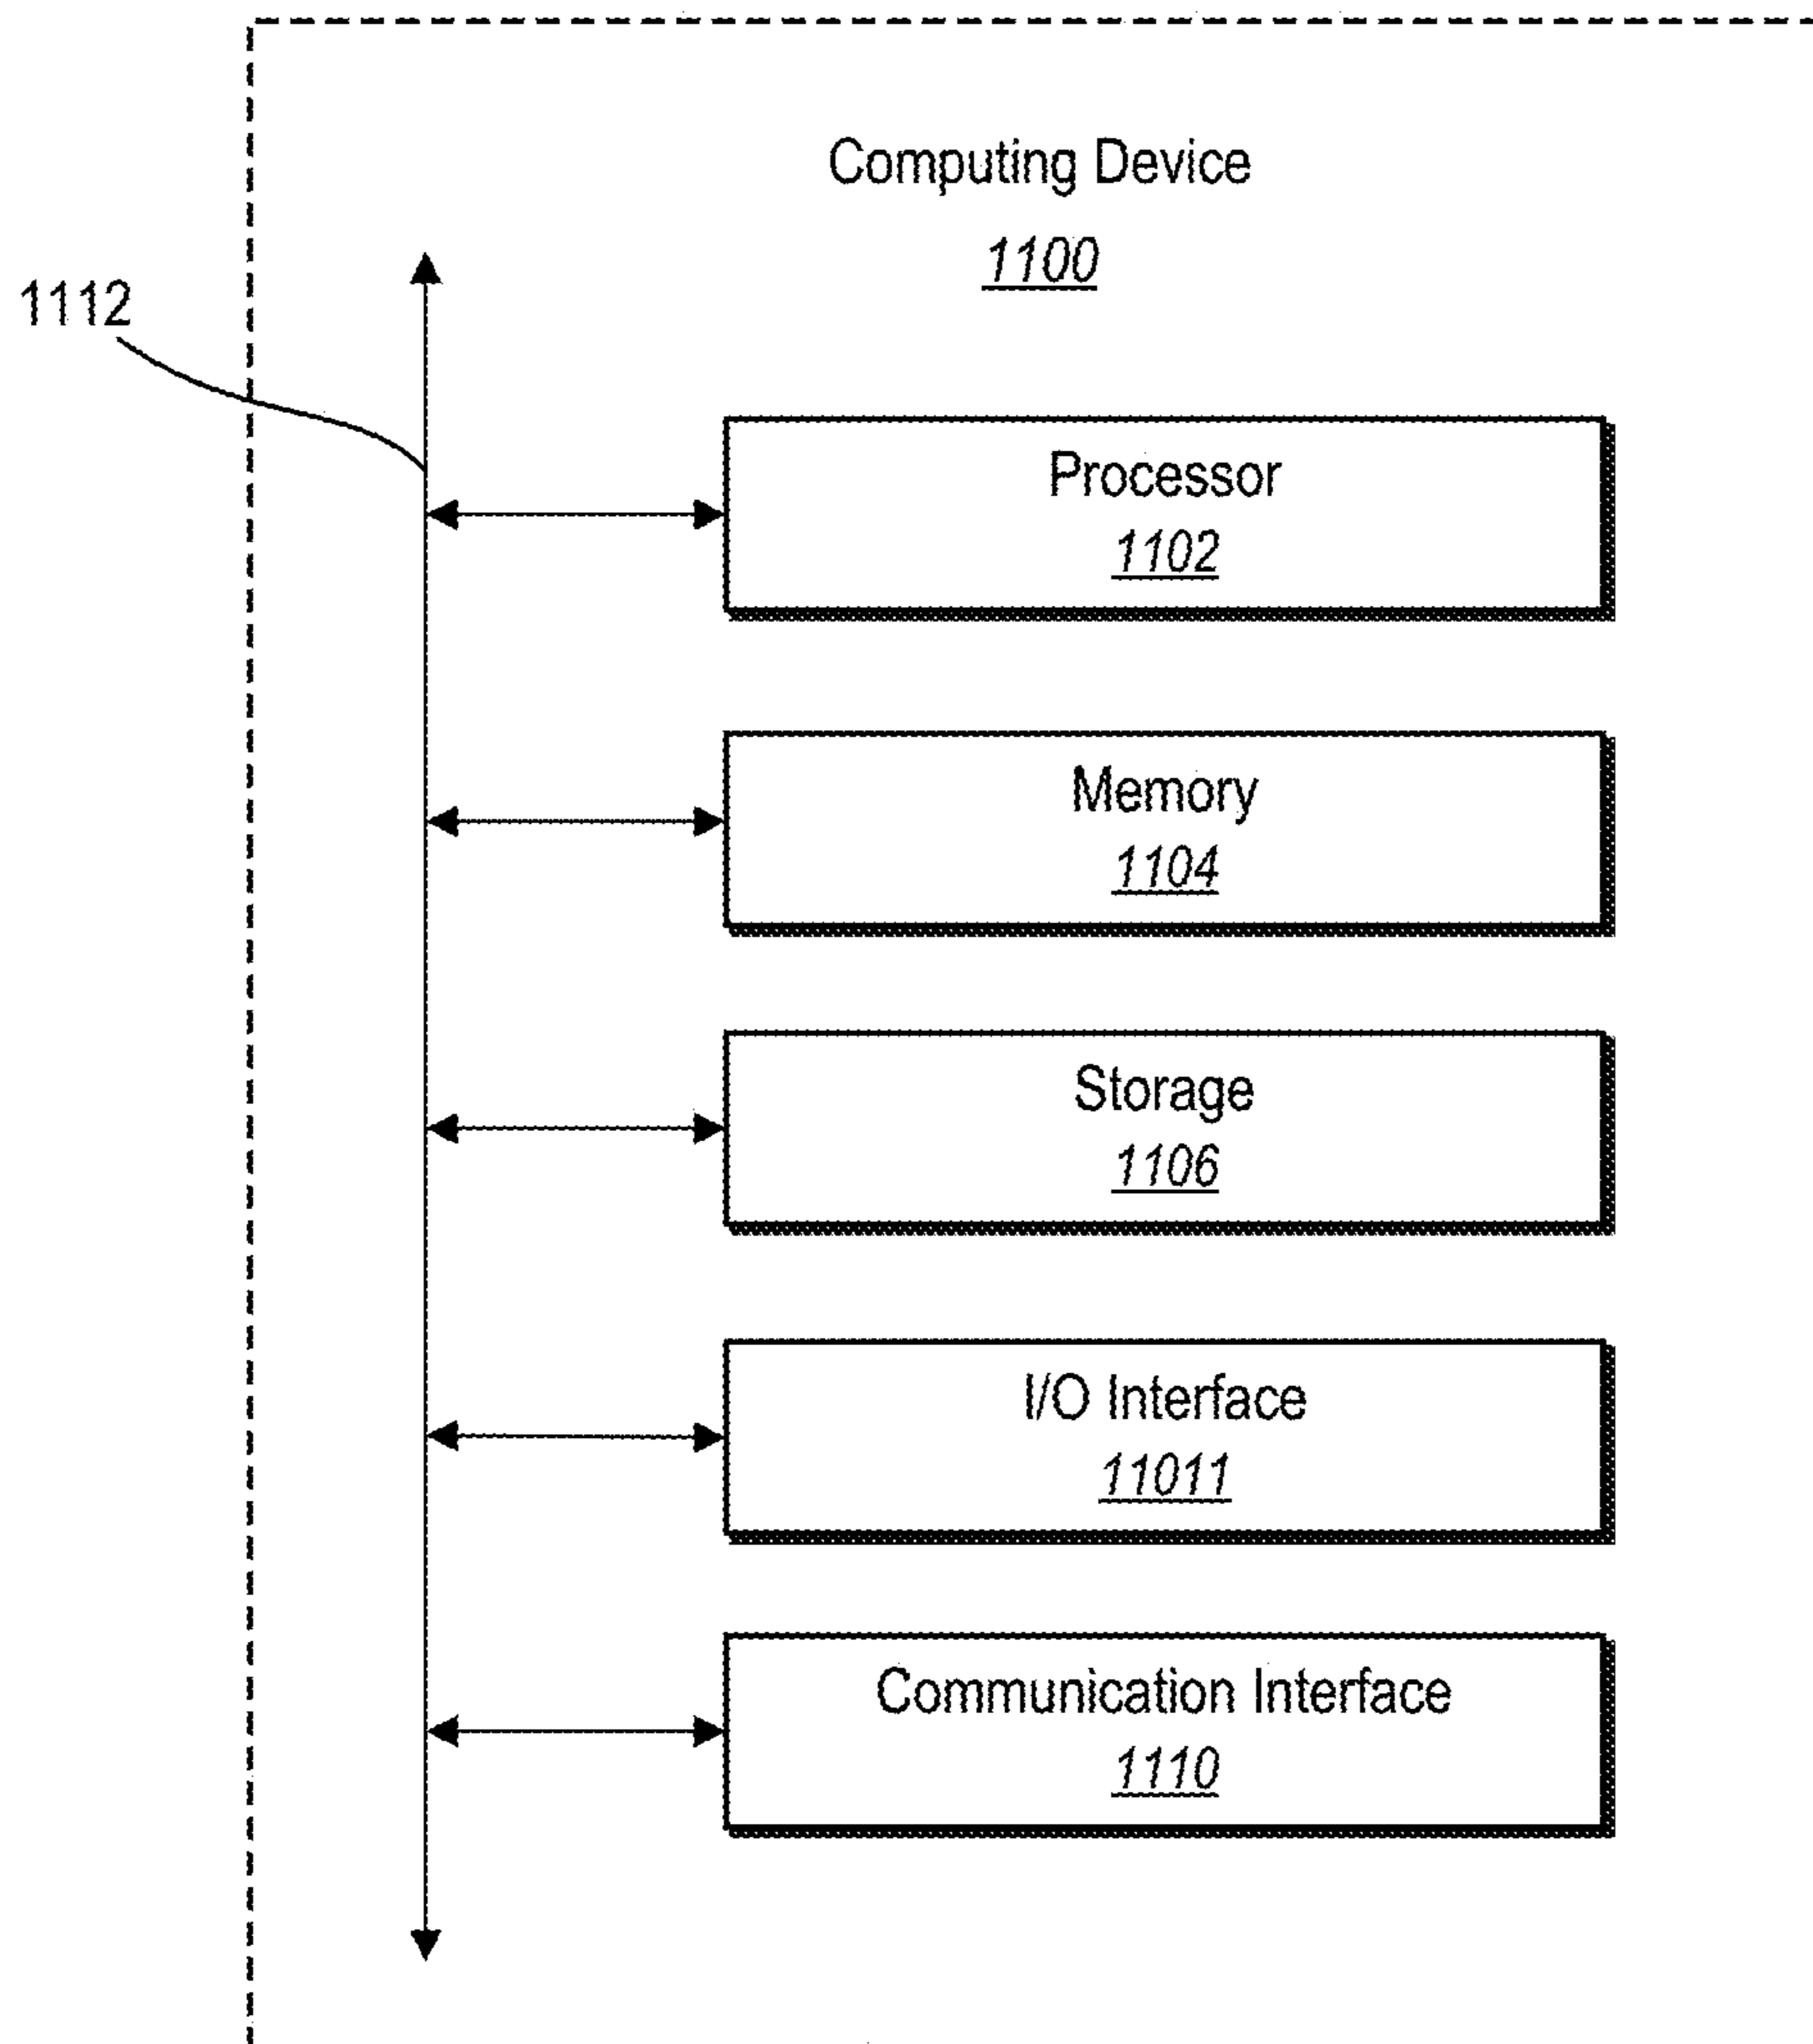 Computing Device
1100
1112
Processor
1102
Memory
1104
Storage
1106
I/O Interface
11011
Communication Interface
1110